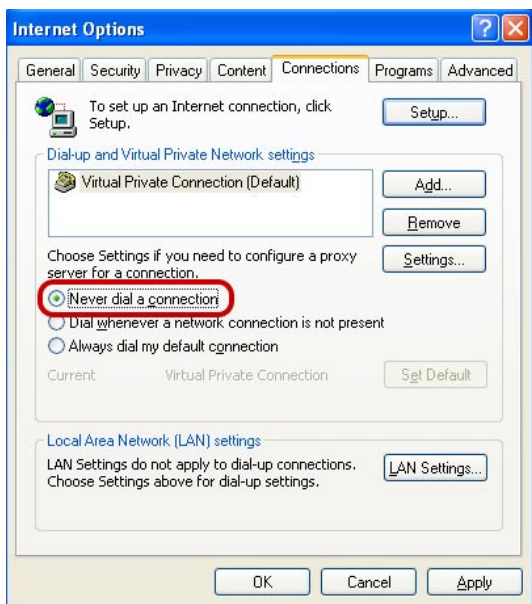 Internet Options
?
X
General Security Privacy Content Connections Programs Advanced
To set up an Internet connection, click
Setup.
Setup...
Dial-up and Virtual Private Network settings
Virtual Private Connection (Default)
Add...
Remove
Choose Settings if you need to configure a proxy
server for a connection.
Settings...
Never dial a connection
Dial whenever a network connection is not present
Always dial my default connection
Current Virtual Private Connection Set Default
Local Area Network (LAN) settings
LAN Settings do not apply to dial-up connections.
Choose Settings above for dial-up settings.
LAN Settings...
OK Cancel Apply